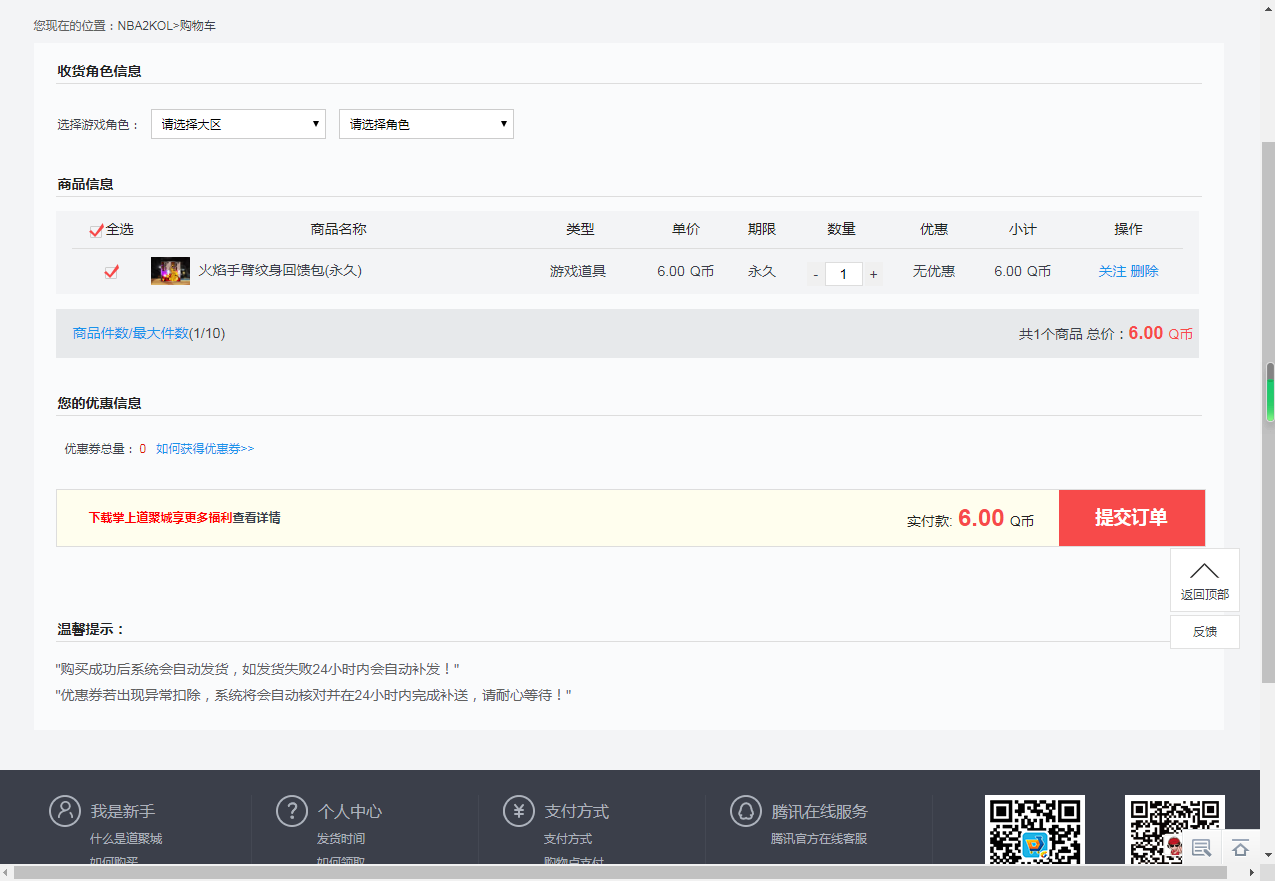 您现在的位置：NBA2KOL>购物车
收货角色信息
选择游戏角色： 请选择大区 请选择角色
商品信息
全选 商品名称 类型 单价 期限 数量 优惠 小计 操作
火焰手臂纹身回馈包(永久) 游戏道具 6.00 Q币 永久 - 1 + 无优惠 6.00 Q币 关注 删除
商品件数/最大件数(1/10) 共1个商品 总价：6.00 Q币
您的优惠信息
优惠券总量： 0 如何获得优惠券>>
下载掌上道聚城享更多福利查看详情 实付款: 6.00 Q币 提交订单
返回顶部
反馈
温馨提示：
"购买成功后系统会自动发货，如发货失败24小时内会自动补发！"
"优惠券若出现异常扣除，系统将会自动核对并在24小时内完成补送，请耐心等待！"
我是新手 个人中心 支付方式 腾讯在线服务
什么是道聚城 发货时间 支付方式 腾讯官方在线客服
如何购买 如何领取 购物点支付